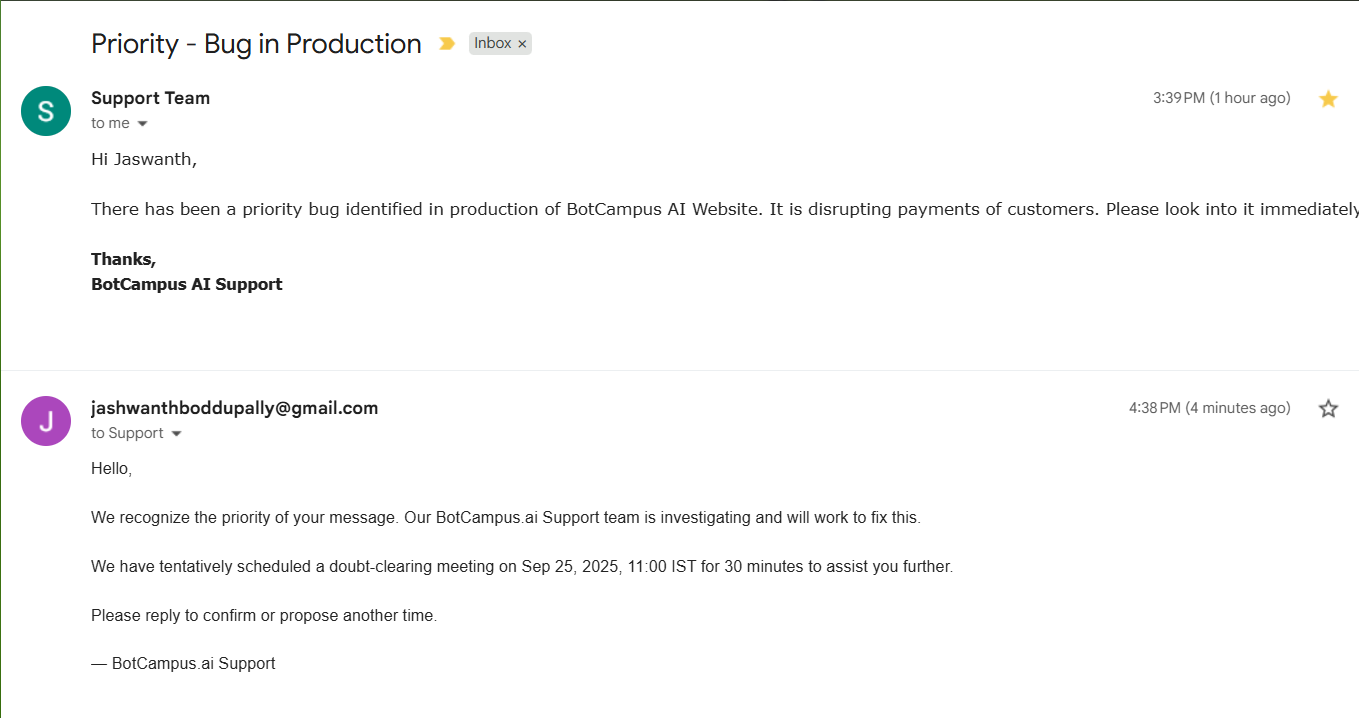 Priority - Bug in Production
Inbox ×
S
Support Team
3:39 PM (1 hour ago)
to me
Hi Jaswanth,
There has been a priority bug identified in production of BotCampus AI Website. It is disrupting payments of customers. Please look into it immediately
Thanks,
BotCampus AI Support
J
jashwanthboddupally@gmail.com
4:38 PM (4 minutes ago)
to Support
Hello,
We recognize the priority of your message. Our BotCampus.ai Support team is investigating and will work to fix this.
We have tentatively scheduled a doubt-clearing meeting on Sep 25, 2025, 11:00 IST for 30 minutes to assist you further.
Please reply to confirm or propose another time.
— BotCampus.ai Support